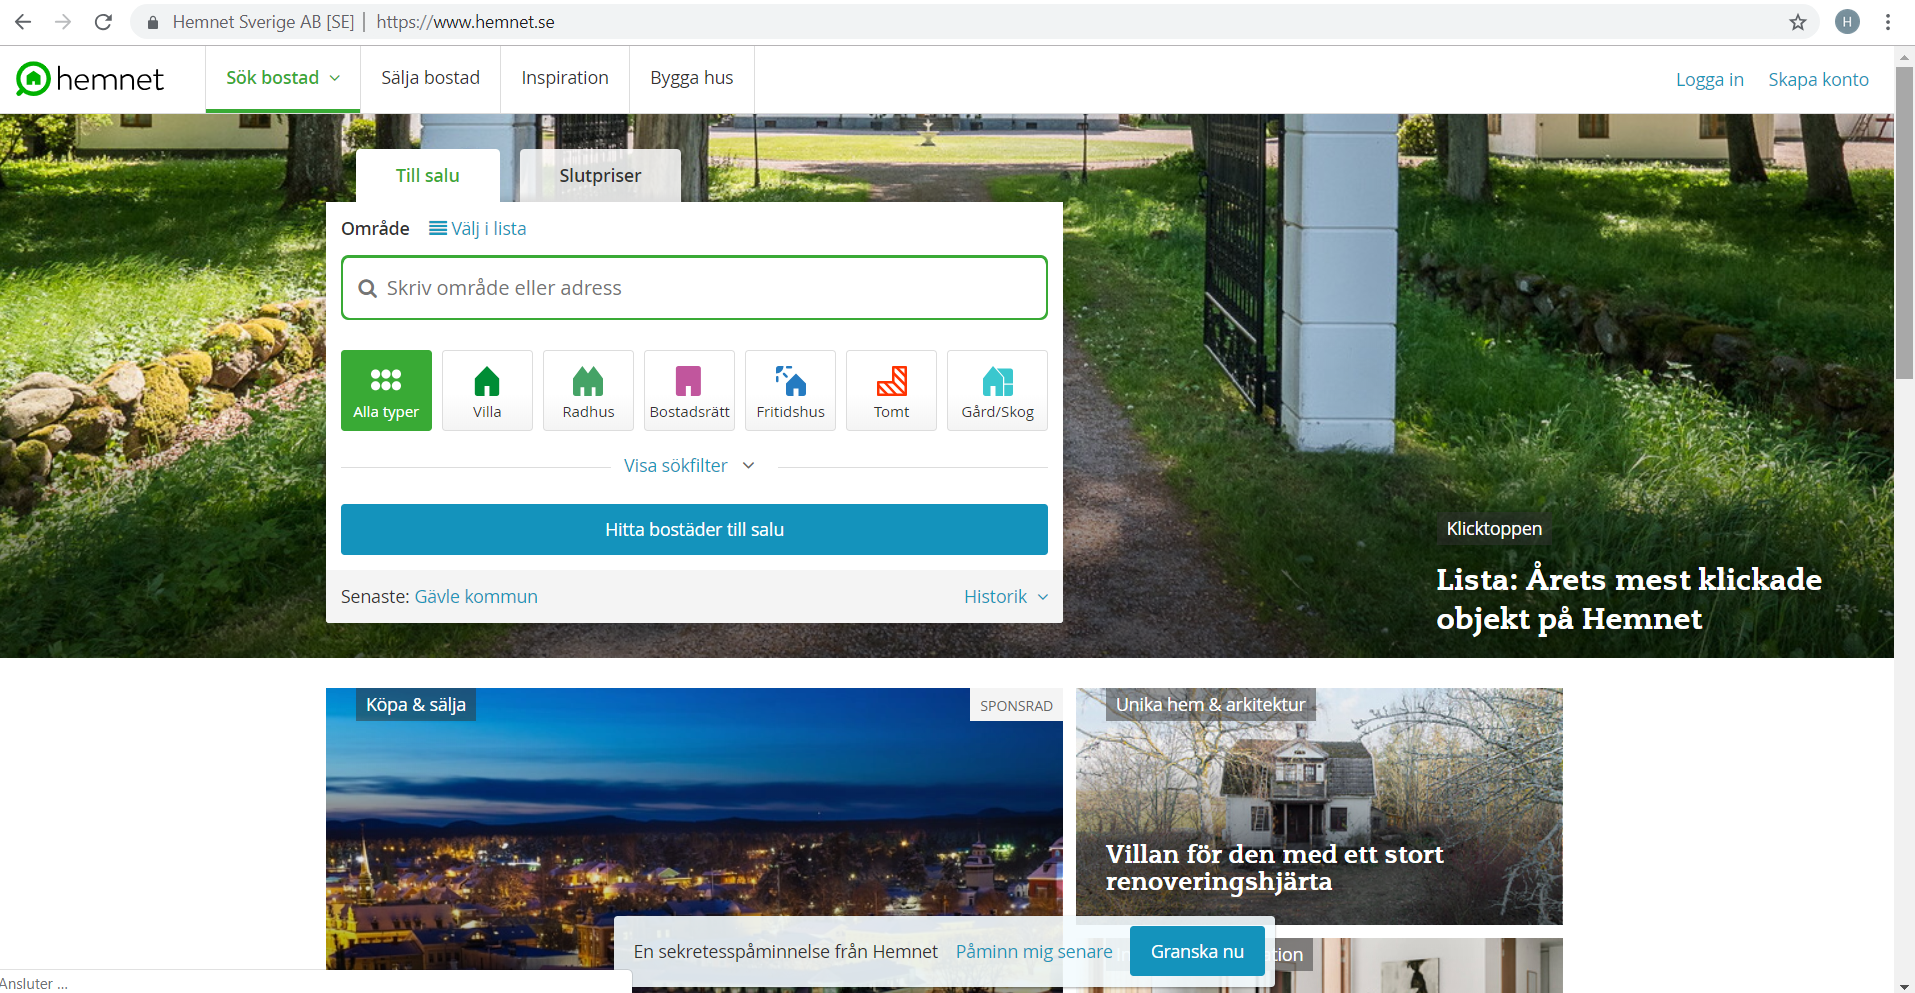 Hemnet Sverige AB [SE] | https://www.hemnet.se
H
hemnet
Sök bostad
Sälja bostad
Inspiration
Bygga hus
Logga in
Skapa konto
Till salu
Slutpriser
Område
Välj i lista
Skriv område eller adress
Alla typer
Villa
Radhus
Bostadsrätt
Fritidshus
Tomt
Gård/Skog
Visa sökfilter
Hitta bostäder till salu
Senaste: Gävle kommun
Historik
Klicktoppen
Lista: Årets mest klickade
objekt på Hemnet
Köpa & sälja
SPONSRAD
Unika hem & arkitektur
Villan för den med ett stort
renoveringshjärta
En sekretesspåminnelse från Hemnet
Påminn mig senare
Granska nu
Ansluter ...